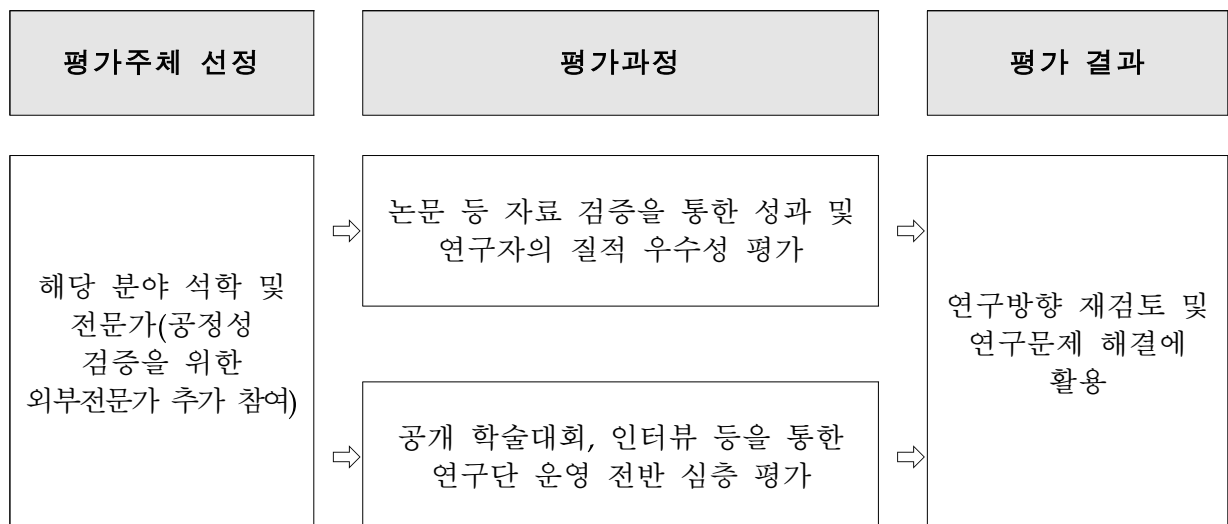 평가주체 선정
평가과정
평가 결과
해당 분야 석학 및
전문가(공정성
검증을 위한
외부전문가 추가 참여)
⇨
논문 등 자료 검증을 통한 성과 및
연구자의 질적 우수성 평가
⇨
⇨
공개 학술대회, 인터뷰 등을 통한
연구단 운영 전반 심층 평가
⇨
연구방향 재검토 및
연구문제 해결에
활용